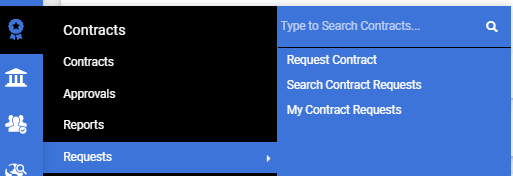 Contracts
Contracts
Approvals
Reports
Requests
Type to Search Contracts...
Request Contract
Search Contract Requests
My Contract Requests